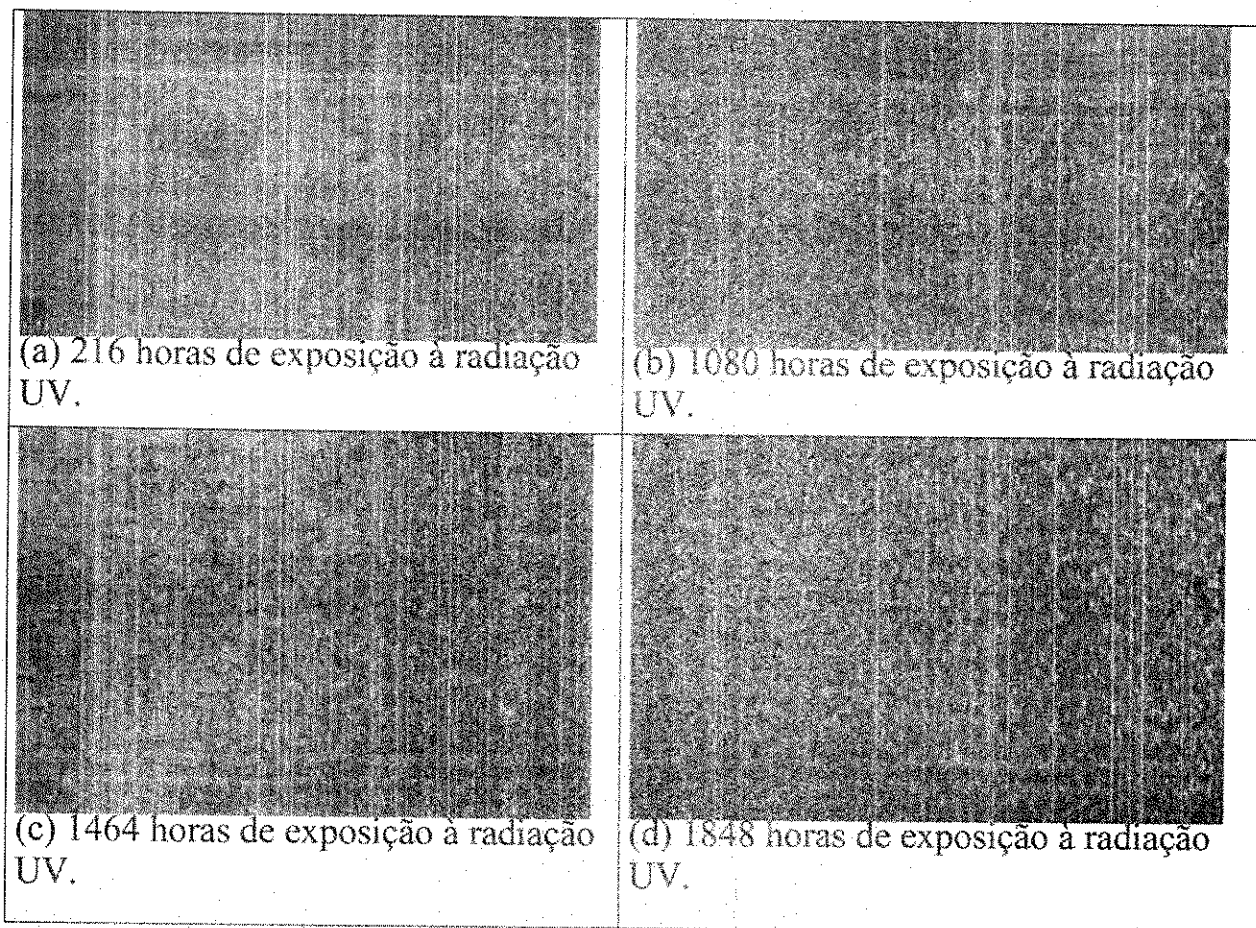 (a) 216 horas de exposição à radiação
UV.
(b) 1080 horas de exposição à radiação
UV.
(c) 1464 horas de exposição à radiação
UV.
(d) 1848 horas de exposição à radiação
UV.